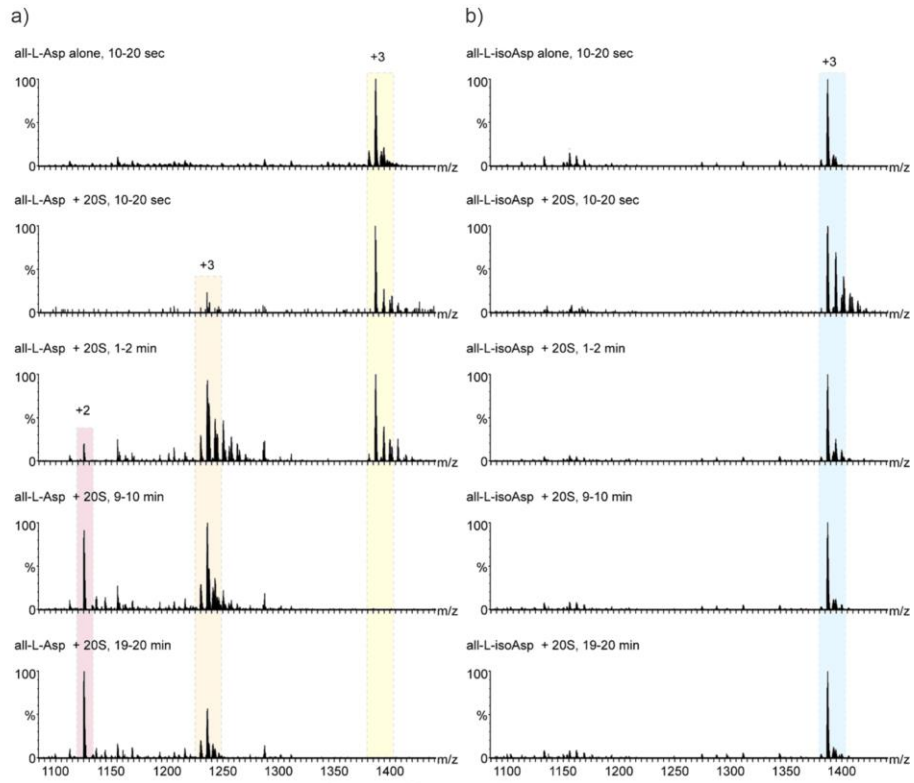 a)
all-L-Asp alone, 10-20 sec
+3
100
%
0
m/z
all-L-Asp + 20S, 10-20 sec
+3
100
%
0
m/z
all-L-Asp + 20S, 1-2 min
+2
100
%
0
m/z
all-L-Asp + 20S, 9-10 min
100
%
0
m/z
all-L-Asp + 20S, 19-20 min
100
%
0
m/z
1100 1150 1200 1250 1300 1350 1400
b)
all-L-isoAsp alone, 10-20 sec
+3
100
%
0
m/z
all-L-isoAsp + 20S, 10-20 sec
100
%
0
m/z
all-L-isoAsp + 20S, 1-2 min
100
%
0
m/z
all-L-isoAsp + 20S, 9-10 min
100
%
0
m/z
all-L-isoAsp + 20S, 19-20 min
100
%
0
m/z
1100 1150 1200 1250 1300 1350 1400